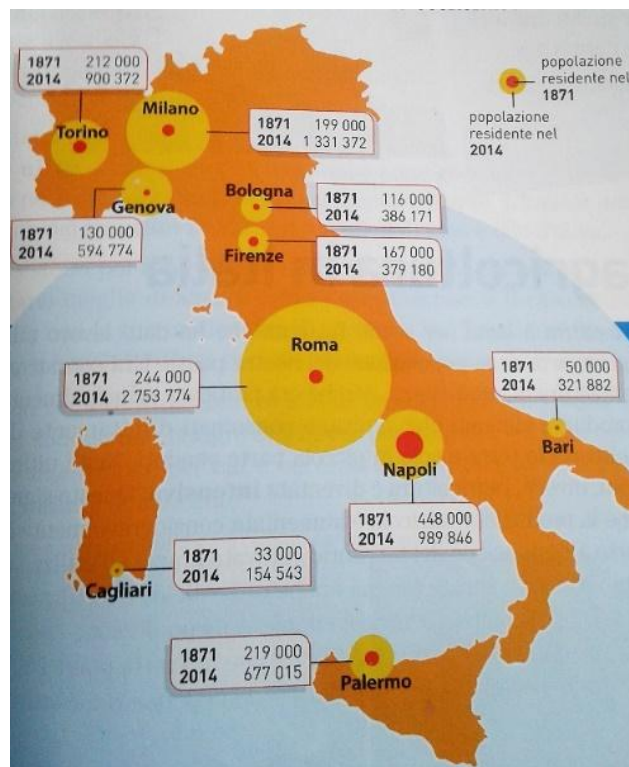 1871 212 000
2014 900 372
popolazione
residente nel
1871
popolazione
residente nel
2014
Milano
Torino
1871 199 000
2014 1 331 372
Genova
1871 130 000
2014 594 774
Bologna
1871 116 000
2014 386 171
Firenze
1871 167 000
2014 379 180
Roma
1871 244 000
2014 2 753 774
1871 50 000
2014 321 882
Bari
Napoli
1871 448 000
2014 989 846
1871 33 000
2014 154 543
Cagliari
1871 219 000
2014 677 015
Palermo